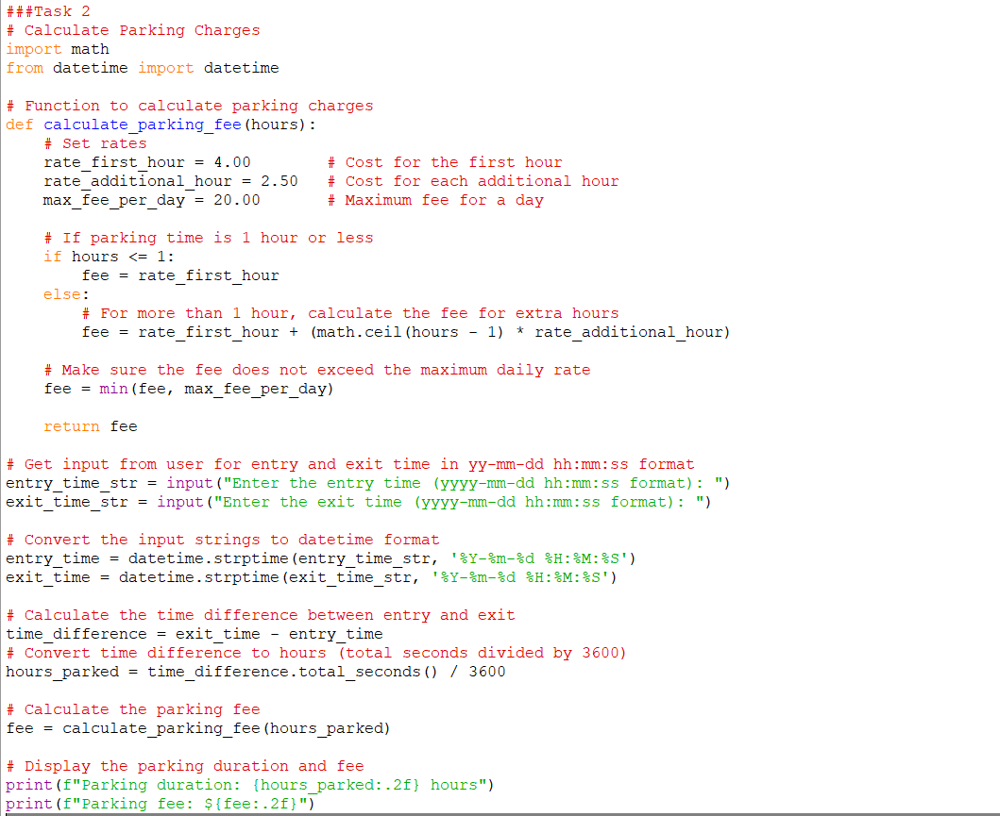 ###Task 2
# Calculate Parking Charges
import math
from datetime import datetime

# Function to calculate parking charges
def calculate_parking_fee(hours):
    # Set rates
    rate_first_hour = 4.00        # Cost for the first hour
    rate_additional_hour = 2.50   # Cost for each additional hour
    max_fee_per_day = 20.00       # Maximum fee for a day

    # If parking time is 1 hour or less
    if hours <= 1:
        fee = rate_first_hour
    else:
        # For more than 1 hour, calculate the fee for extra hours
        fee = rate_first_hour + (math.ceil(hours - 1) * rate_additional_hour)

    # Make sure the fee does not exceed the maximum daily rate
    fee = min(fee, max_fee_per_day)

    return fee

# Get input from user for entry and exit time in yy-mm-dd hh:mm:ss format
entry_time_str = input("Enter the entry time (yyyy-mm-dd hh:mm:ss format): ")
exit_time_str = input("Enter the exit time (yyyy-mm-dd hh:mm:ss format): ")

# Convert the input strings to datetime format
entry_time = datetime.strptime(entry_time_str, '%Y-%m-%d %H:%M:%S')
exit_time = datetime.strptime(exit_time_str, '%Y-%m-%d %H:%M:%S')

# Calculate the time difference between entry and exit
time_difference = exit_time - entry_time
# Convert time difference to hours (total seconds divided by 3600)
hours_parked = time_difference.total_seconds() / 3600

# Calculate the parking fee
fee = calculate_parking_fee(hours_parked)

# Display the parking duration and fee
print(f"Parking duration: {hours_parked:.2f} hours")
print(f"Parking fee: ${fee:.2f}")